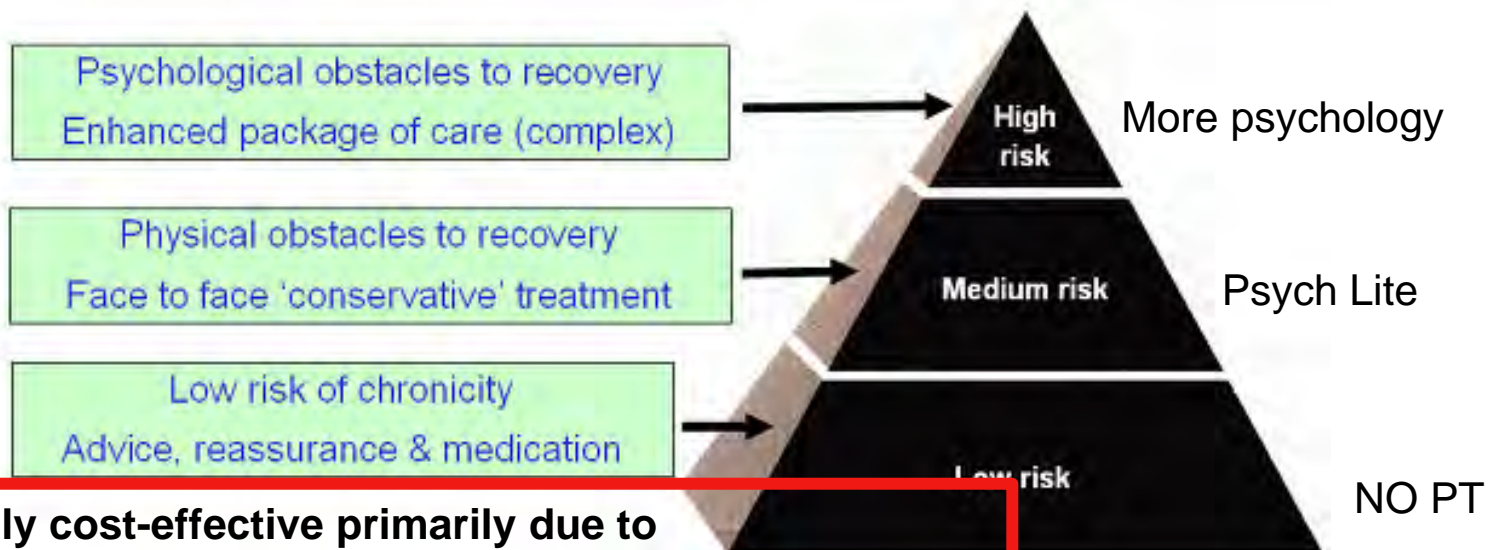 Psychological obstacles to recovery
Enhanced package of care (complex)
High
risk
More psychology
Physical obstacles to recovery
Face to face ‘conservative’ treatment
Medium risk
Psych Lite
Low risk of chronicity
Advice, reassurance & medication
Low risk
NO PT
ly cost-effective primarily due to